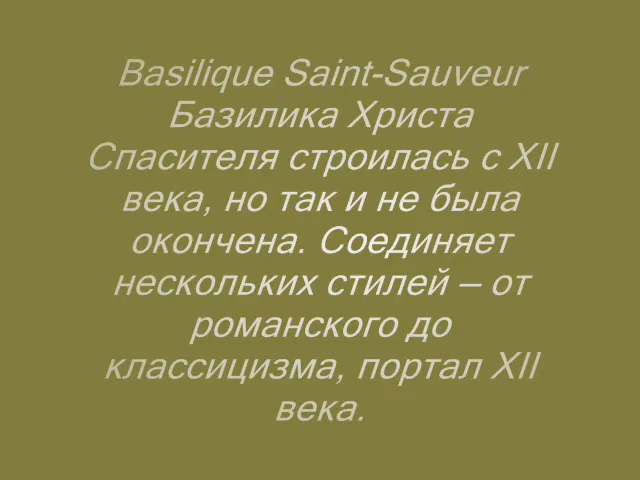 Basilique Saint-Sauveur
Базилика Христа
Спасителя строилась с XII
века, но так и не была
окончена. Соединяет
нескольких стилей – от
романского до
классицизма, портал XII
века.